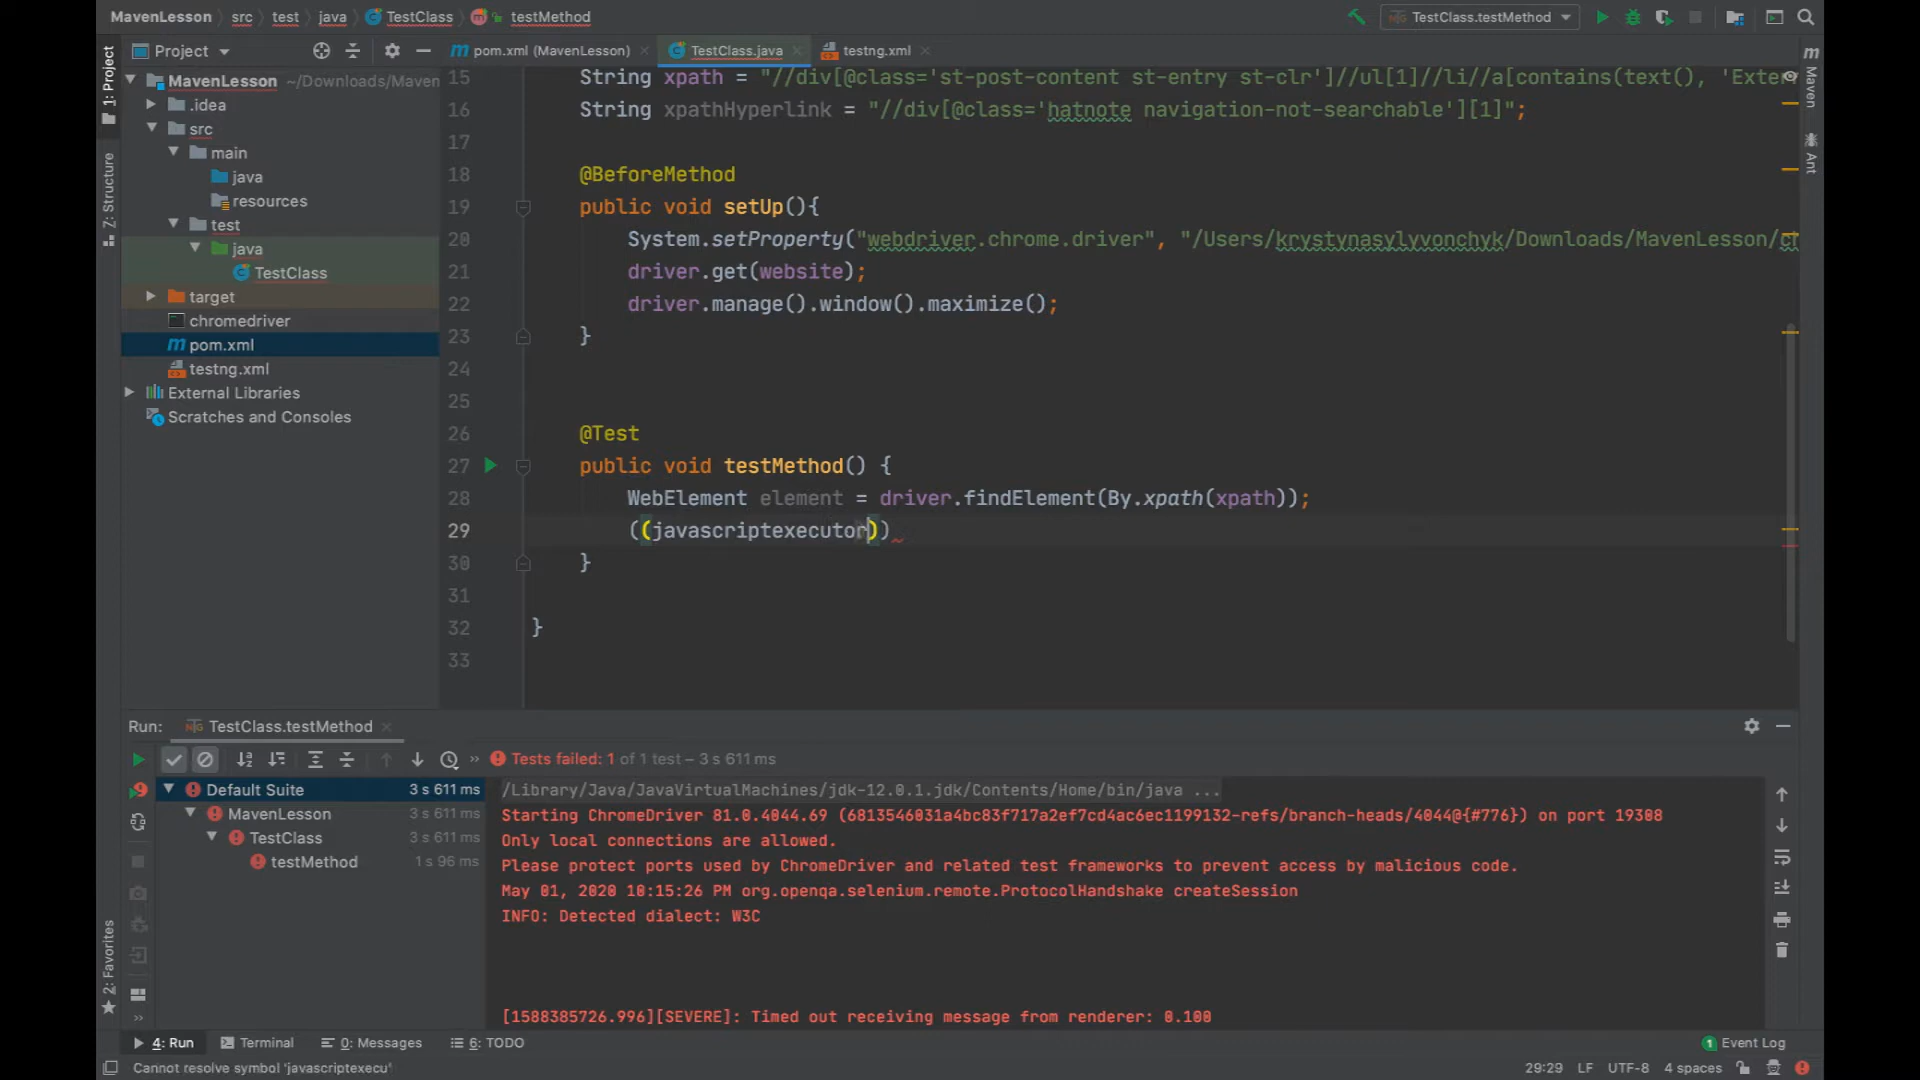 MavenLesson src test java TestClass testMethod TestClass.testMethod
Project pom.xml (MavenLesson) TestClass.java testng.xml
1: Project
Z: Structure
2: Favorites
Maven
Ant
MavenLesson ~/Downloads/Maven
.idea
src
main
java
resources
test
java
TestClass
target
chromedriver
pom.xml
testng.xml
External Libraries
Scratches and Consoles
15 String xpath = "//div[@class='st-post-content st-entry st-clr']//ul[1]//li//a[contains(text(), 'Exter
16 String xpathHyperlink = "//div[@class='hatnote navigation-not-searchable'][1]";
17
18 @BeforeMethod
19 public void setUp(){
20 System.setProperty("webdriver.chrome.driver", "/Users/krystynasylyvonchyk/Downloads/MavenLesson/ch
21 driver.get(website);
22 driver.manage().window().maximize();
23 }
24
25
26 @Test
27 public void testMethod() {
28 WebElement element = driver.findElement(By.xpath(xpath));
29 ((javascriptexecutor))
30 }
31
32 }
33
Run: TestClass.testMethod
Tests failed: 1 of 1 test – 3 s 611 ms
Default Suite 3 s 611 ms
MavenLesson 3 s 611 ms
TestClass 3 s 611 ms
testMethod 1 s 96 ms
/Library/Java/JavaVirtualMachines/jdk-12.0.1.jdk/Contents/Home/bin/java ...
Starting ChromeDriver 81.0.4044.69 (6813546031a4bc83f717a2ef7cd4ac6ec1199132-refs/branch-heads/4044@{#776}) on port 19308
Only local connections are allowed.
Please protect ports used by ChromeDriver and related test frameworks to prevent access by malicious code.
May 01, 2020 10:15:26 PM org.openqa.selenium.remote.ProtocolHandshake createSession
INFO: Detected dialect: W3C
[1588385726.996][SEVERE]: Timed out receiving message from renderer: 0.100
4: Run Terminal 0: Messages 6: TODO 1 Event Log
Cannot resolve symbol 'javascriptexecu' 29:29 LF UTF-8 4 spaces